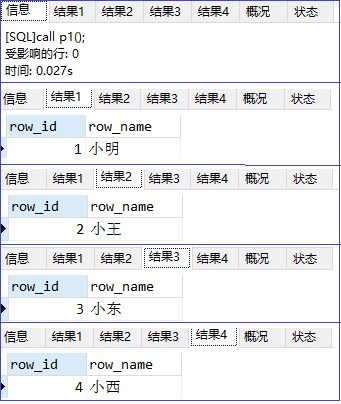 信息 结果1 结果2 结果3 结果4 概况 状态
[SQL]call p1();
受影响的行: 0
时间: 0.027s
信息 结果1 结果2 结果3 结果4 概况 状态
row_id row_name
1 小明
信息 结果1 结果2 结果3 结果4 概况 状态
row_id row_name
2 小王
信息 结果1 结果2 结果3 结果4 概况 状态
row_id row_name
3 小东
信息 结果1 结果2 结果3 结果4 概况 状态
row_id row_name
4 小西